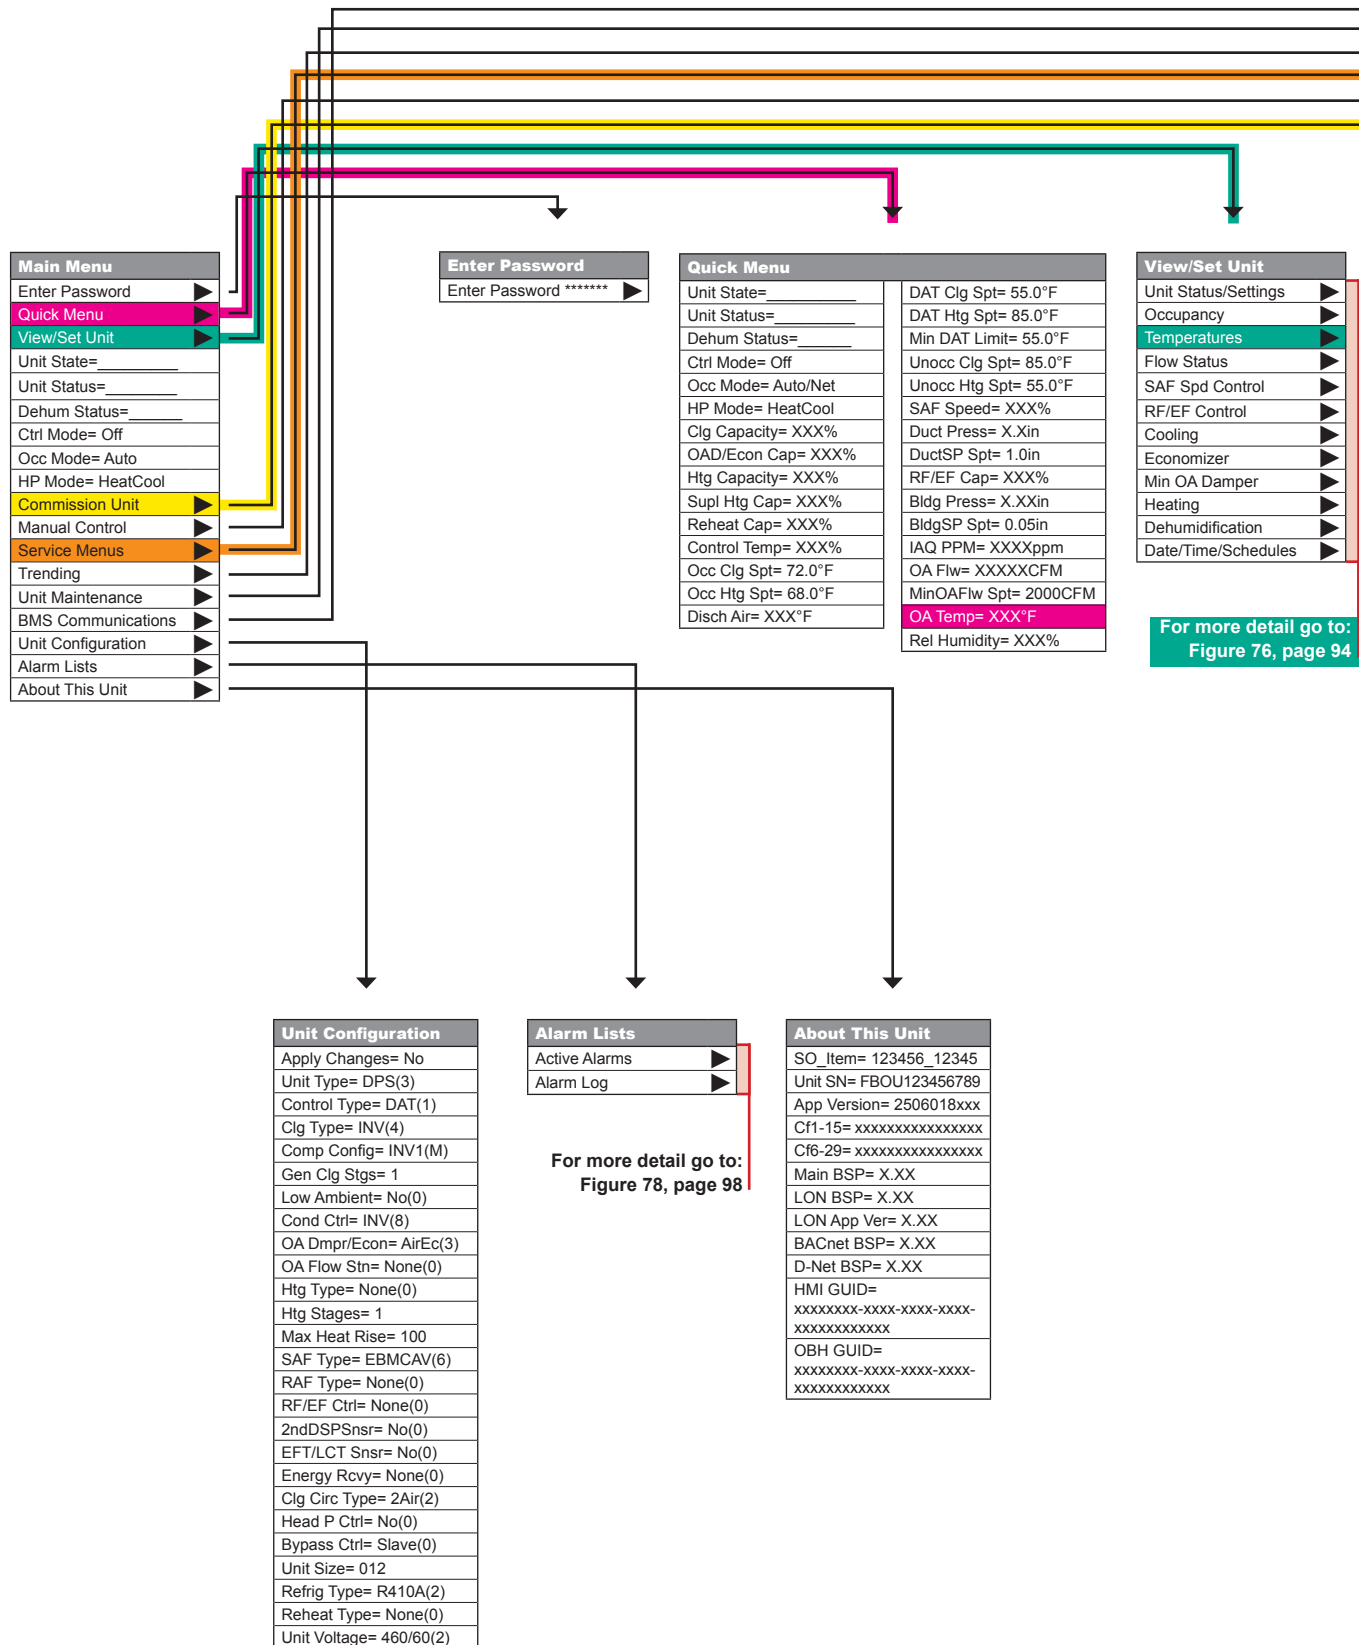 Main Menu
Enter Password
Quick Menu
View/Set Unit
Unit State=__________
Unit Status=_________
Dehum Status=______
Ctrl Mode= Off
Occ Mode= Auto
HP Mode= HeatCool
Commission Unit
Manual Control
Service Menus
Trending
Unit Maintenance
BMS Communications
Unit Configuration
Alarm Lists
About This Unit
Enter Password
Enter Password *******
Quick Menu
Unit State=__________
Unit Status=_________
Dehum Status=______
Ctrl Mode= Off
Occ Mode= Auto/Net
HP Mode= HeatCool
Clg Capacity= XXX%
OAD/Econ Cap= XXX%
Htg Capacity= XXX%
Supl Htg Cap= XXX%
Reheat Cap= XXX%
Control Temp= XXX%
Occ Clg Spt= 72.0°F
Occ Htg Spt= 68.0°F
Disch Air= XXX°F
DAT Clg Spt= 55.0°F
DAT Htg Spt= 85.0°F
Min DAT Limit= 55.0°F
Unocc Clg Spt= 85.0°F
Unocc Htg Spt= 55.0°F
SAF Speed= XXX%
Duct Press= X.Xin
DuctSP Spt= 1.0in
RF/EF Cap= XXX%
Bldg Press= X.XXin
BldgSP Spt= 0.05in
IAQ PPM= XXXXppm
OA Flw= XXXXXCFM
MinOAFlw Spt= 2000CFM
OA Temp= XXX°F
Rel Humidity= XXX%
View/Set Unit
Unit Status/Settings
Occupancy
Temperatures
Flow Status
SAF Spd Control
RF/EF Control
Cooling
Economizer
Min OA Damper
Heating
Dehumidification
Date/Time/Schedules
For more detail go to:
Figure 76, page 94
Unit Configuration
Apply Changes= No
Unit Type= DPS(3)
Control Type= DAT(1)
Clg Type= INV(4)
Comp Config= INV1(M)
Gen Clg Stgs= 1
Low Ambient= No(0)
Cond Ctrl= INV(8)
OA Dmpr/Econ= AirEc(3)
OA Flow Stn= None(0)
Htg Type= None(0)
Htg Stages= 1
Max Heat Rise= 100
SAF Type= EBMCAV(6)
RAF Type= None(0)
RF/EF Ctrl= None(0)
2ndDSPSnsr= No(0)
EFT/LCT Snsr= No(0)
Energy Rcvy= None(0)
Clg Circ Type= 2Air(2)
Head P Ctrl= No(0)
Bypass Ctrl= Slave(0)
Unit Size= 012
Refrig Type= R410A(2)
Reheat Type= None(0)
Unit Voltage= 460/60(2)
Alarm Lists
Active Alarms
Alarm Log
For more detail go to:
Figure 78, page 98
About This Unit
SO_Item= 123456_12345
Unit SN= FBOU123456789
App Version= 2506018xxx
Cf1-15= xxxxxxxxxxxxxxxx
Cf6-29= xxxxxxxxxxxxxxxx
Main BSP= X.XX
LON BSP= X.XX
LON App Ver= X.XX
BACnet BSP= X.XX
D-Net BSP= X.XX
HMI GUID=
xxxxxxxx-xxxx-xxxx-xxxx-
xxxxxxxxxxxx
OBH GUID=
xxxxxxxx-xxxx-xxxx-xxxx-
xxxxxxxxxxxx